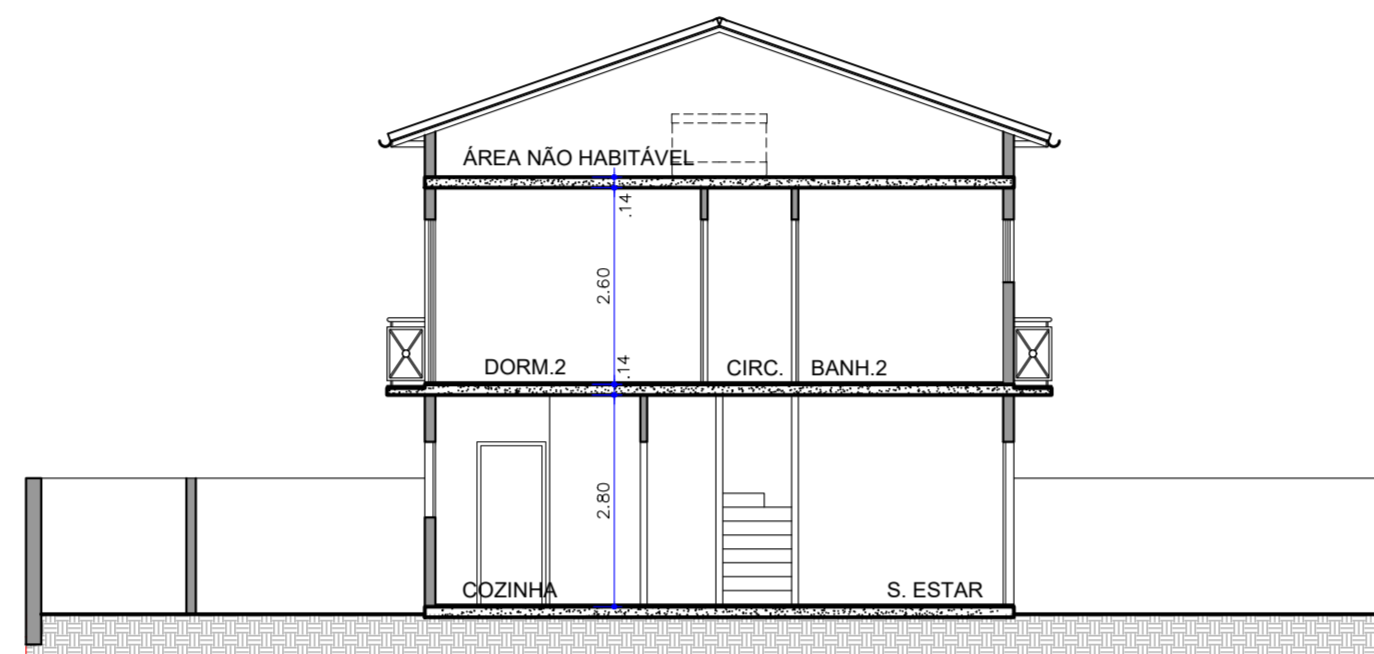 ÁREA NÃO HABITÁVEL
.14
2.60
DORM.2
.14
CIRC.
BANH.2
2.80
COZINHA
S. ESTAR